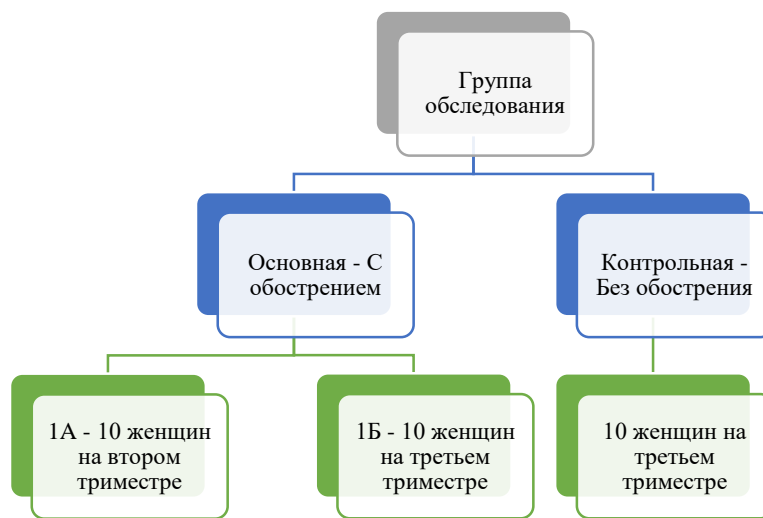 Группа
обследования
Основная - С
обострением
Контрольная -
Без обострения
1А - 10 женщин
на втором
триместре
1Б - 10 женщин
на третьем
триместре
10 женщин на
третьем
триместре